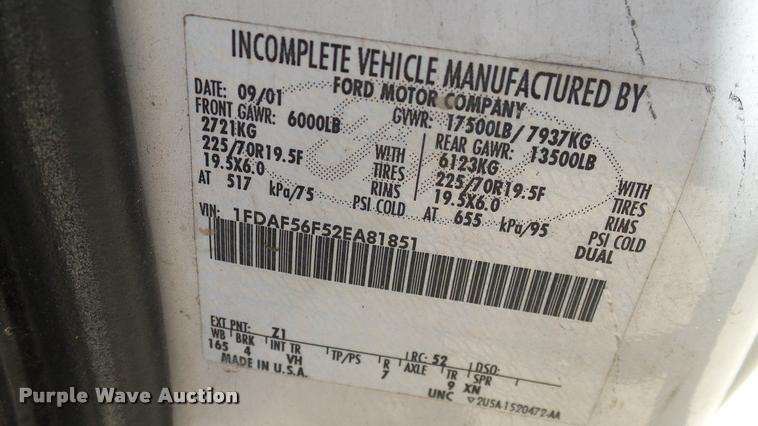 INCOMPLETE VEHICLE MANUFACTURED BY
FORD MOTOR COMPANY
DATE: 09/01 GVWR: 17500LB/ 7937KG
FRONT GAWR: 6000LB REAR GAWR: 13500LB
2721KG WITH 6123KG WITH
225/70R19.5F TIRES 225/70R19.5F TIRES
19.5X6.0 RIMS 19.5X6.0 RIMS
AT 517 kPa/75 PSI COLD AT 655 kPa/95 PSI COLD
DUAL
VIN: 1FDAF56F52EA81851
EXT PNT: Z1 RC: 52 DSO:
WB BRK INT TR TP/PS R AXLE TR SPR
165 4 VH 7 9 XN
MADE IN U.S.A. UNC ▽2USA-1520472-AA
Purple Wave Auction